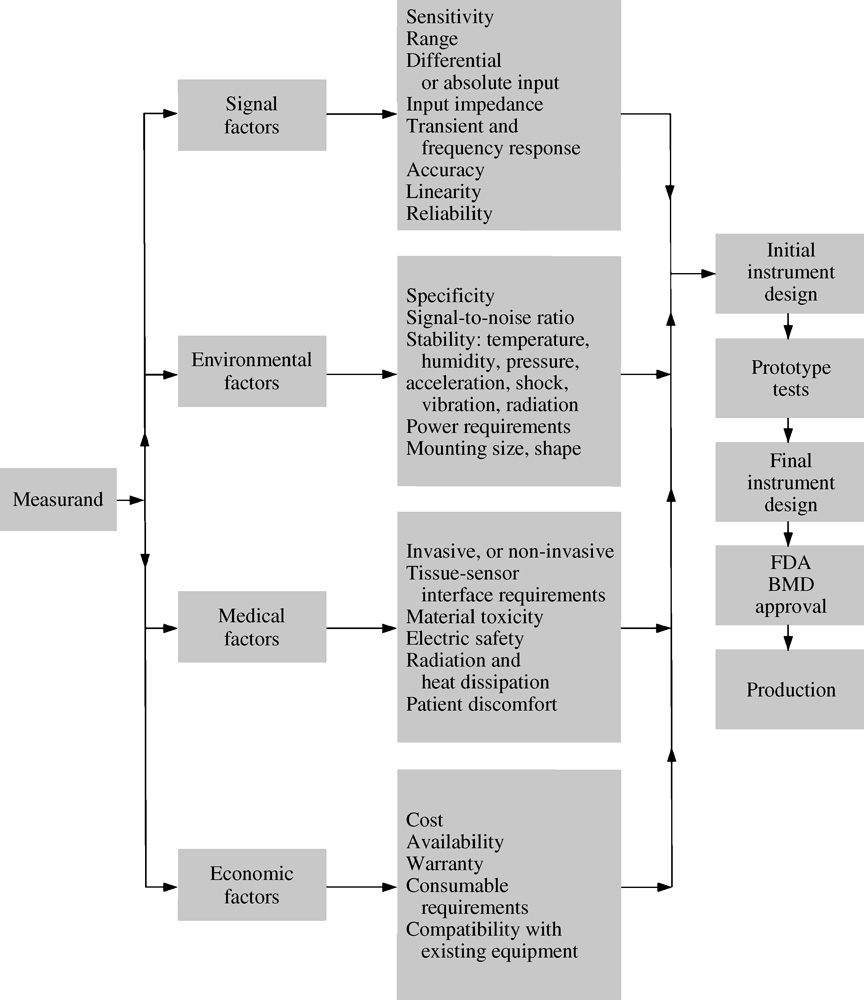 Sensitivity
Range
Differential
or absolute input
Input impedance
Transient and
frequency response
Accuracy
Linearity
Reliability
Signal
factors
Specificity
Signal-to-noise ratio
Stability: temperature,
humidity, pressure,
acceleration, shock,
vibration, radiation
Power requirements
Mounting size, shape
Environmental
factors
Measurand
Invasive, or non-invasive
Tissue-sensor
interface requirements
Material toxicity
Electric safety
Radiation and
heat dissipation
Patient discomfort
Medical
factors
Cost
Availability
Warranty
Consumable
requirements
Compatibility with
existing equipment
Economic
factors
Initial
instrument
design
Prototype
tests
Final
instrument
design
FDA
BMD
approval
Production